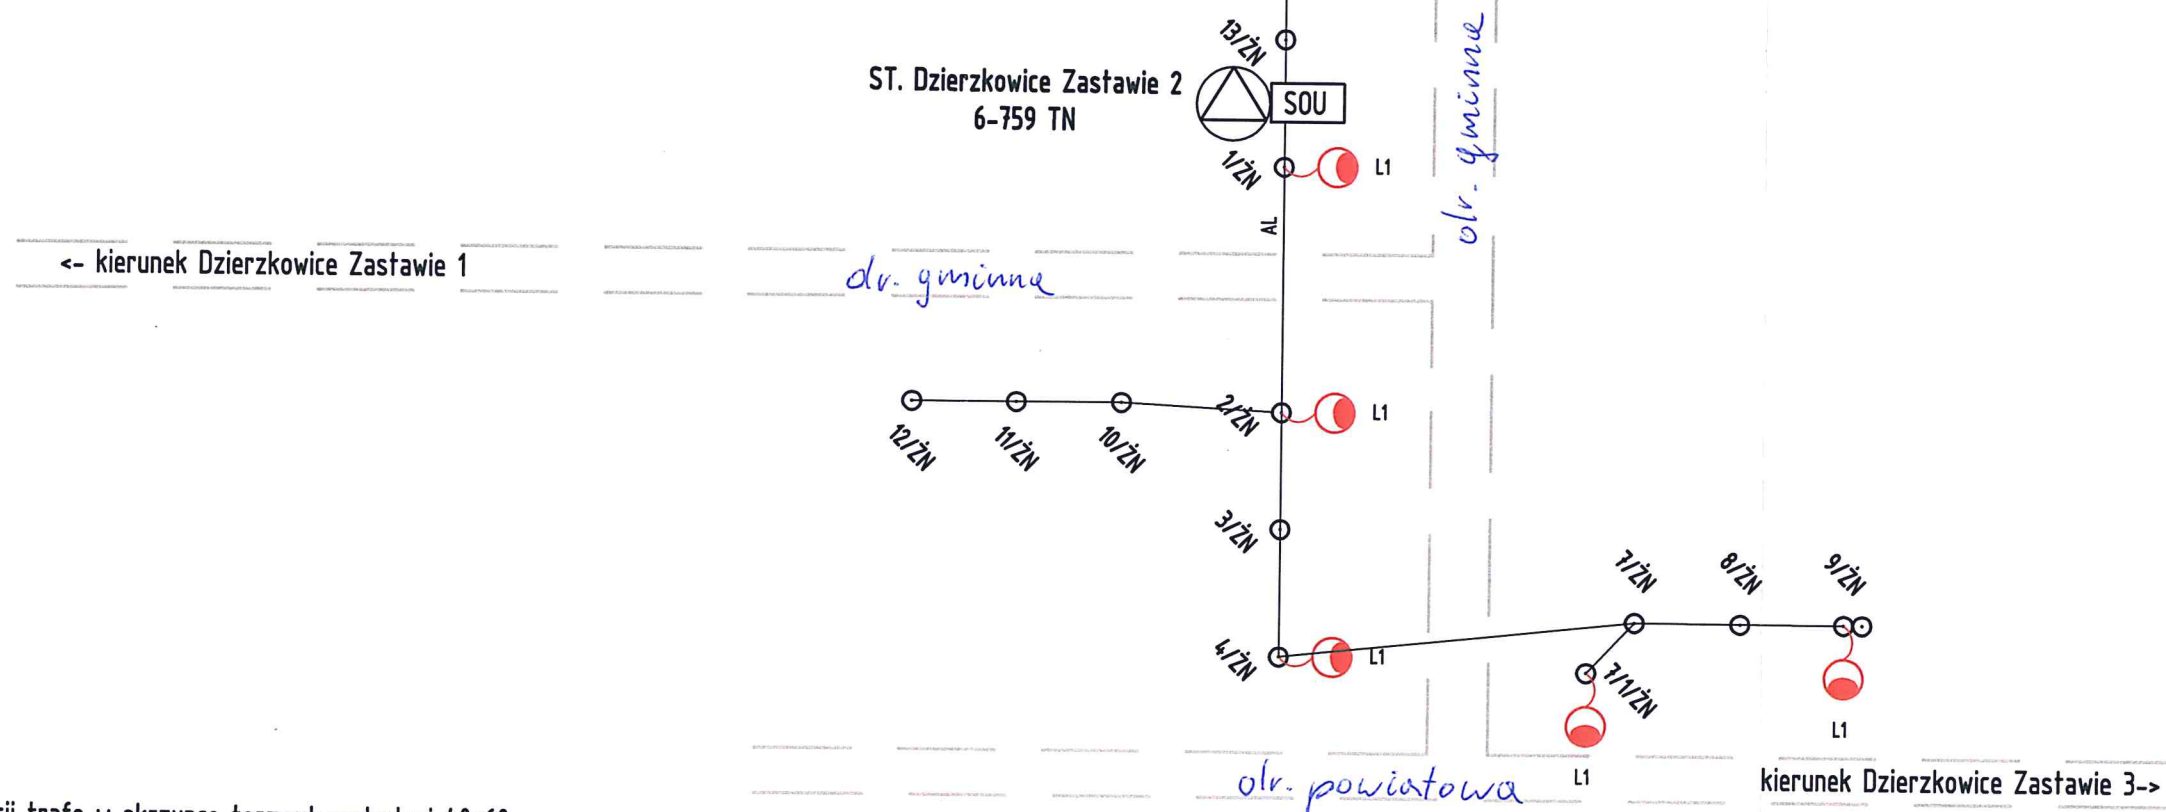 13/ŻN
ST. Dzierzkowice Zastawie 2
6-759 TN
SOU
dr. gminna
1/ŻN
L1
AL
<- kierunek Dzierzkowice Zastawie 1
dr. gminna
2/ŻN
L1
12/ŻN
11/ŻN
10/ŻN
3/ŻN
7/ŻN
8/ŻN
9/ŻN
4/ŻN
L1
7/1/ŻN
L1
L1
dr. powiatowa
kierunek Dzierzkowice Zastawie 3->